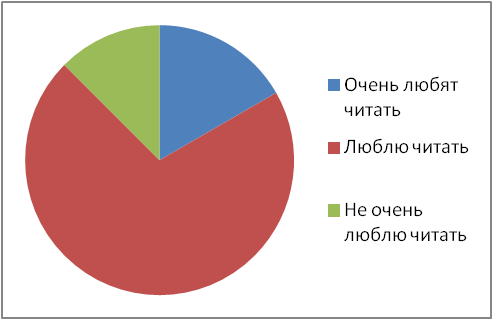 Очень любят
читать
Люблю читать
Не очень
люблю читать